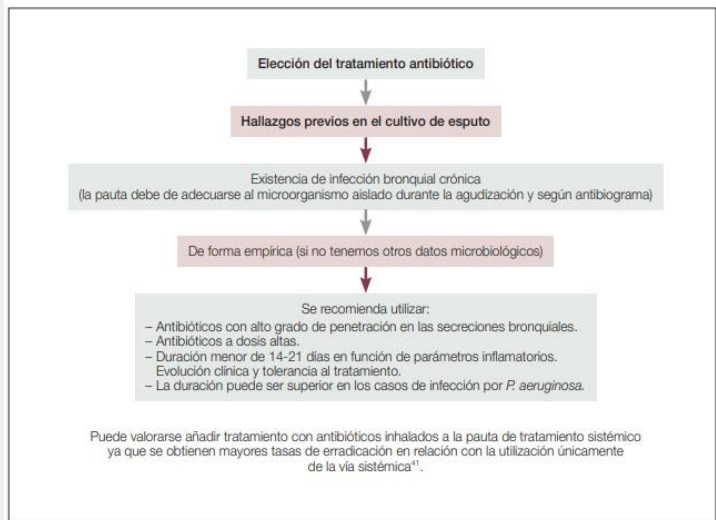 Elección del tratamiento antibiótico
Hallazgos previos en el cultivo de esputo
Existencia de infección bronquial crónica
(la pauta debe de adecuarse al microorganismo aislado durante la agudización y según antibiograma)
De forma empírica (si no tenemos otros datos microbiológicos)
Se recomienda utilizar:
– Antibióticos con alto grado de penetración en las secreciones bronquiales.
– Antibióticos a dosis altas.
– Duración menor de 14-21 días en función de parámetros inflamatorios.
Evolución clínica y tolerancia al tratamiento.
– La duración puede ser superior en los casos de infección por P. aeruginosa.
Puede valorarse añadir tratamiento con antibióticos inhalados a la pauta de tratamiento sistémico
ya que se obtienen mayores tasas de erradicación en relación con la utilización únicamente
de la vía sistémica⁴¹.